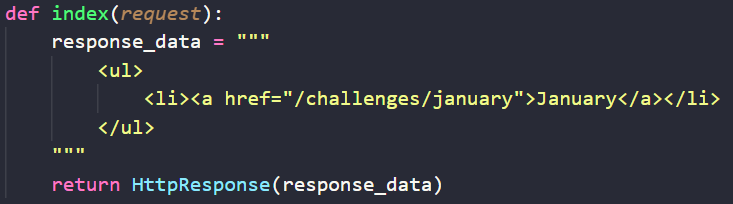 def index(request):
    response_data = """
        <ul>
            <li><a href="/challenges/january">January</a></li>
        </ul>
    """
    return HttpResponse(response_data)